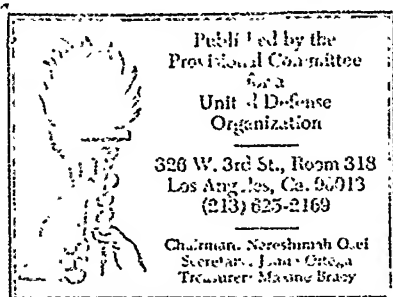 Published by the
Provisional Committee
for a
United Defense
Organization
326 W. 3rd St., Room 318
Los Angeles, Ca. 90013
(213) 625-2169
Chairman:
Secretary:
Treasurer: Maxine